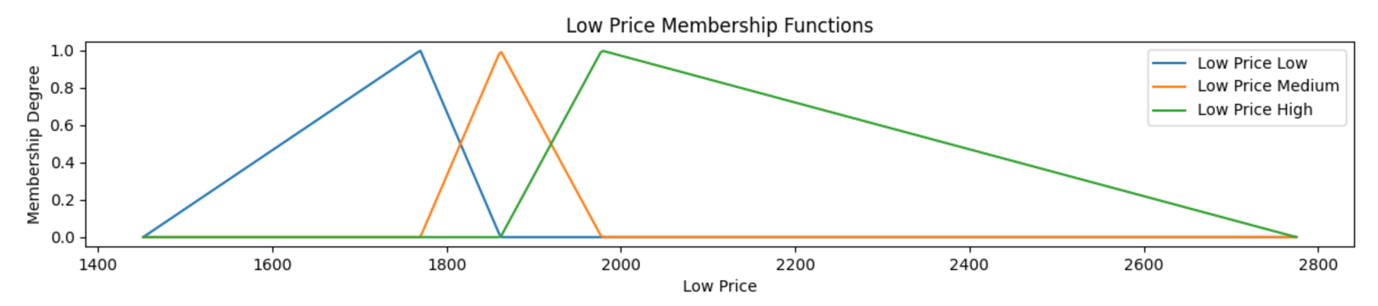 Low Price Membership Functions
Membership Degree
1.0
0.8
0.6
0.4
0.2
0.0
Low Price Low
Low Price Medium
Low Price High
1400 1600 1800 2000 2200 2400 2600 2800
Low Price